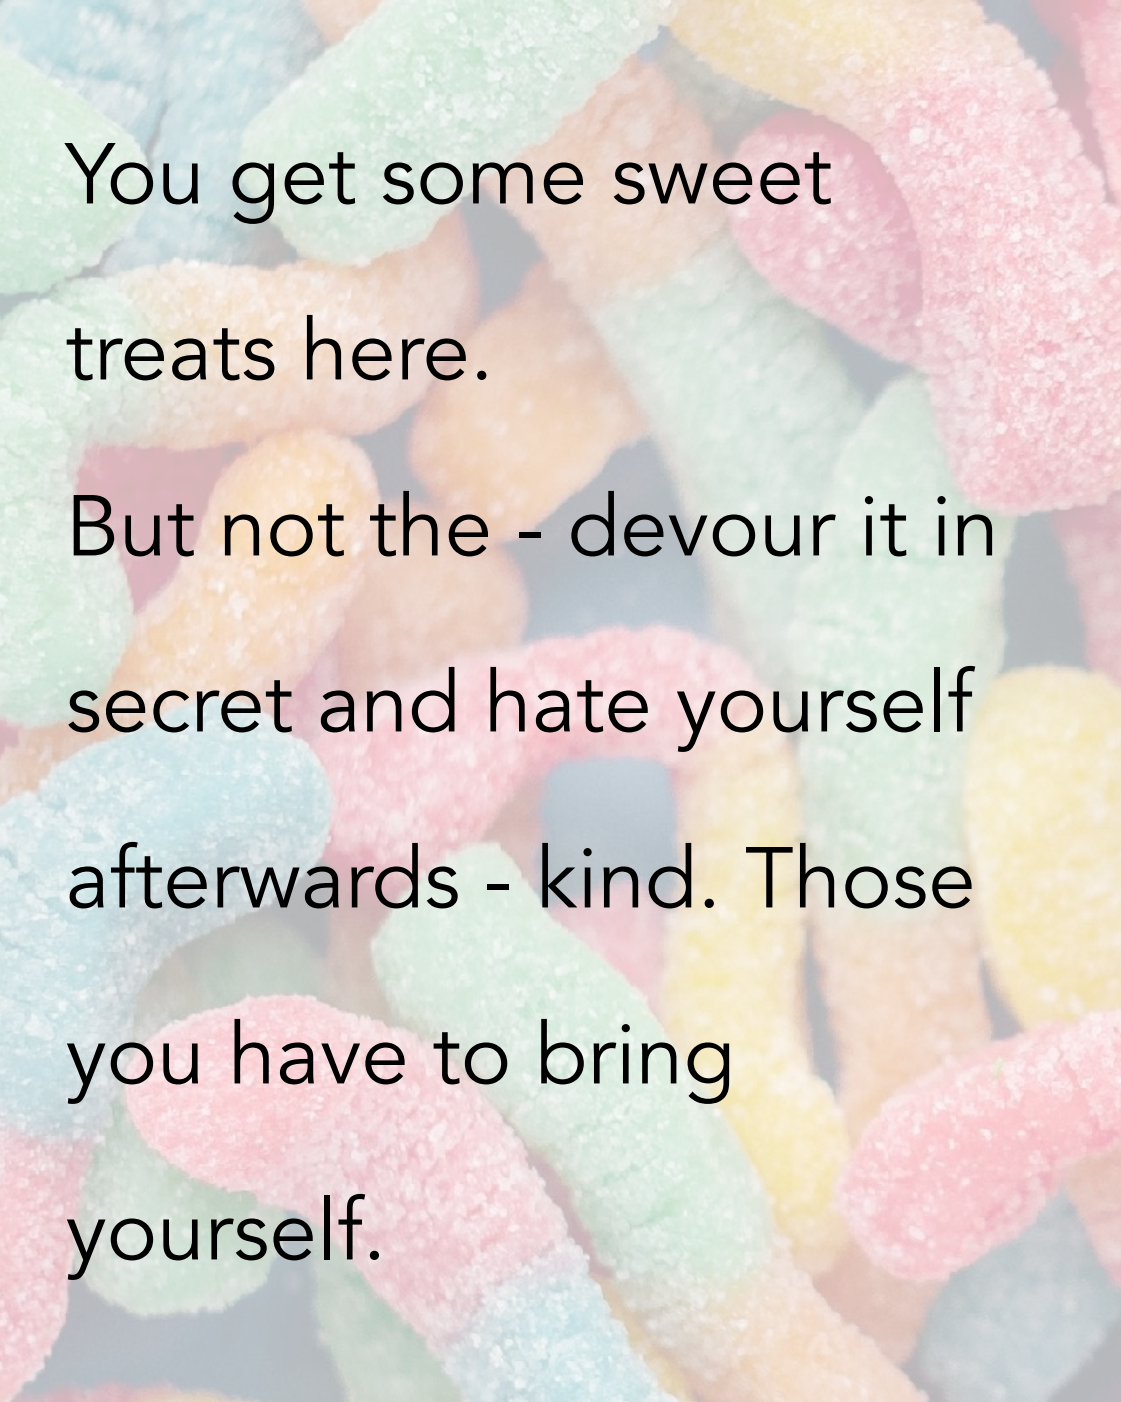 You get some sweet
treats here.
But not the - devour it in
secret and hate yourself
afterwards - kind. Those
you have to bring
yourself.